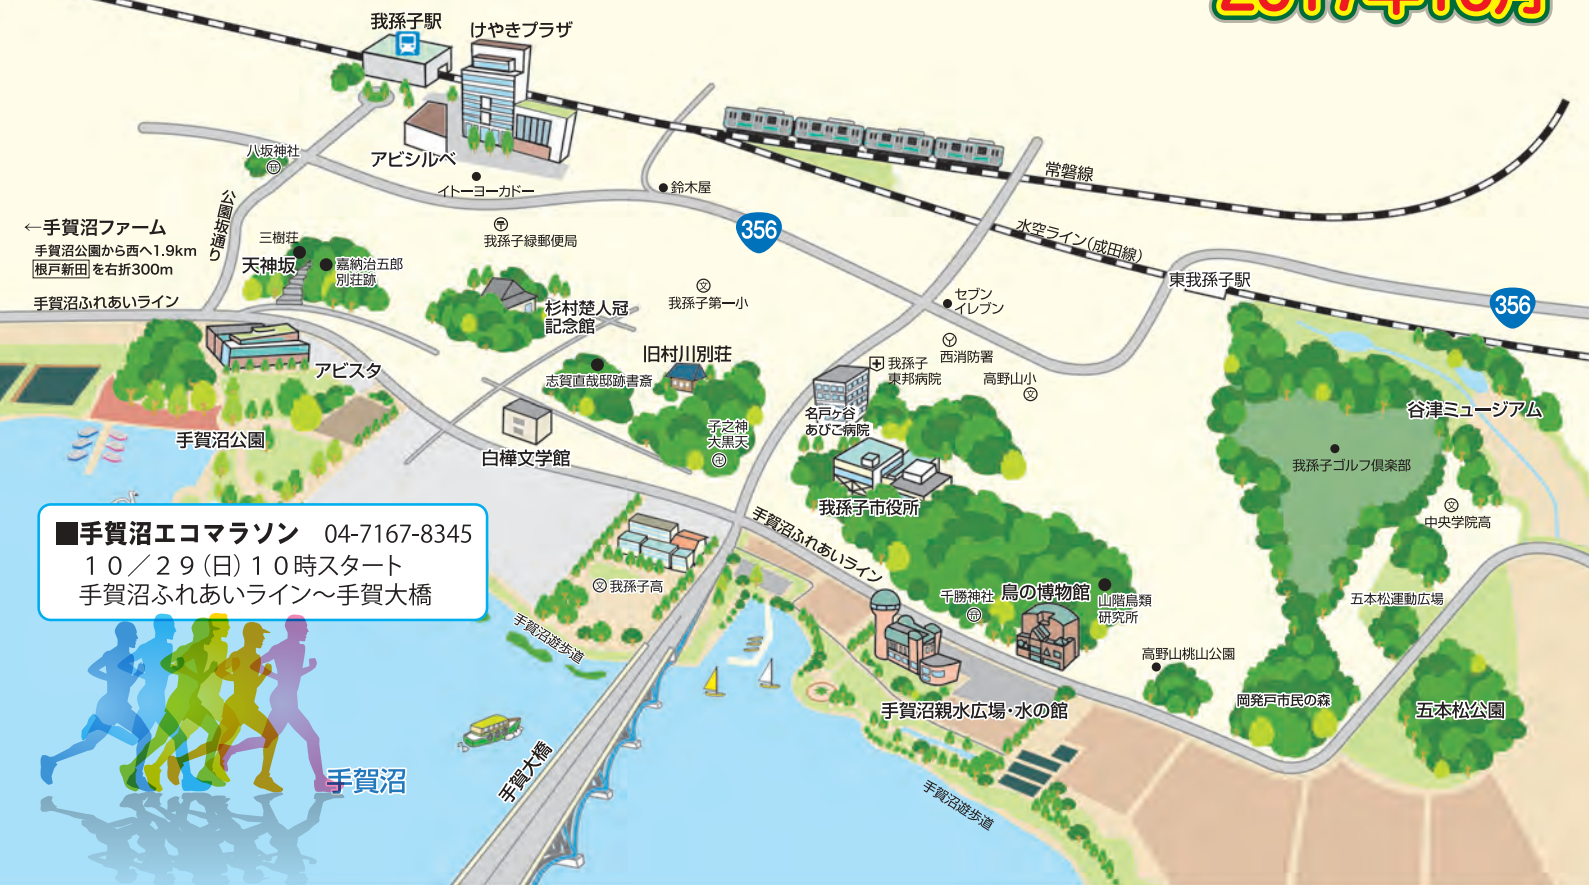 2017年10月
我孫子駅
けやきプラザ
アビシルベ
八坂神社
イトーヨーカドー
鈴木屋
常磐線
公園坂通り
←手賀沼ファーム
手賀沼公園から西へ1.9km
根戸新田を右折300m
手賀沼ふれあいライン
三樹荘
天神坂
嘉納治五郎
別荘跡
我孫子緑郵便局
356
水空ライン(成田線)
東我孫子駅
356
杉村楚人冠
記念館
文
我孫子第一小
セブン
イレブン
西消防署
アビスタ
旧村川別荘
志賀直哉邸跡書斎
我孫子
東邦病院
高野山小
文
名戸ヶ谷
あびこ病院
谷津ミュージアム
手賀沼公園
白樺文学館
子之神
大黒天
卍
我孫子市役所
我孫子ゴルフ倶楽部
文
中央学院高
■手賀沼エコマラソン 04-7167-8345
10/29(日)10時スタート
手賀沼ふれあいライン〜手賀大橋
手賀沼ふれあいライン
文我孫子高
千勝神社
鳥の博物館
山階鳥類
研究所
五本松運動広場
手賀沼遊歩道
高野山桃山公園
岡発戸市民の森
五本松公園
手賀沼親水広場・水の館
手賀大橋
手賀沼
手賀沼遊歩道